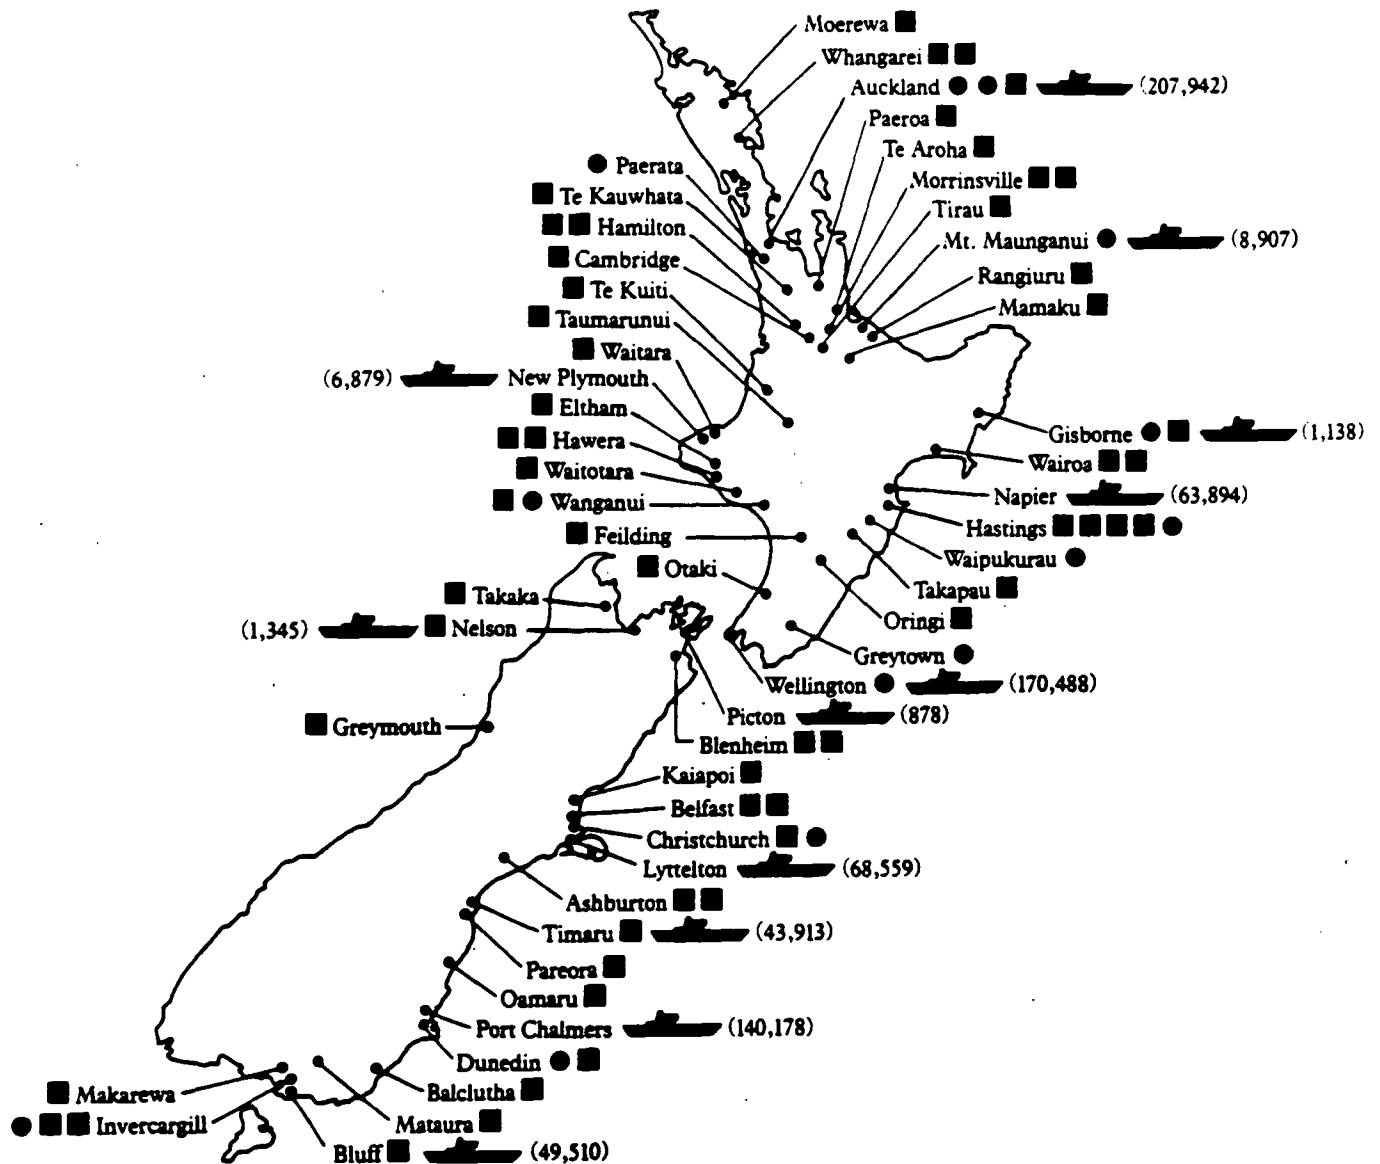 Moerewa
Whangarei
Auckland (207,942)
Paeroa
Te Aroha
Paerata
Morrinsville
Te Kauwhata
Tirau
Hamilton
Mt. Maunganui (8,907)
Cambridge
Rangiuru
Te Kuiti
Mamaku
Taumarunui
Waitara
(6,879) New Plymouth
Eltham
Gisborne (1,138)
Hawera
Wairoa
Waitotara
Napier (63,894)
Wanganui
Hastings
Feilding
Waipukurau
Otaki
Takapau
Takaka
Oringi
(1,345) Nelson
Greytown
Wellington (170,488)
Picton (878)
Greymouth
Blenheim
Kaiapoi
Belfast
Christchurch
Lyttelton (68,559)
Ashburton
Timaru (43,913)
Pareora
Oamaru
Port Chalmers (140,178)
Dunedin
Makarewa
Balclutha
Invercargill
Mataura
Bluff (49,510)